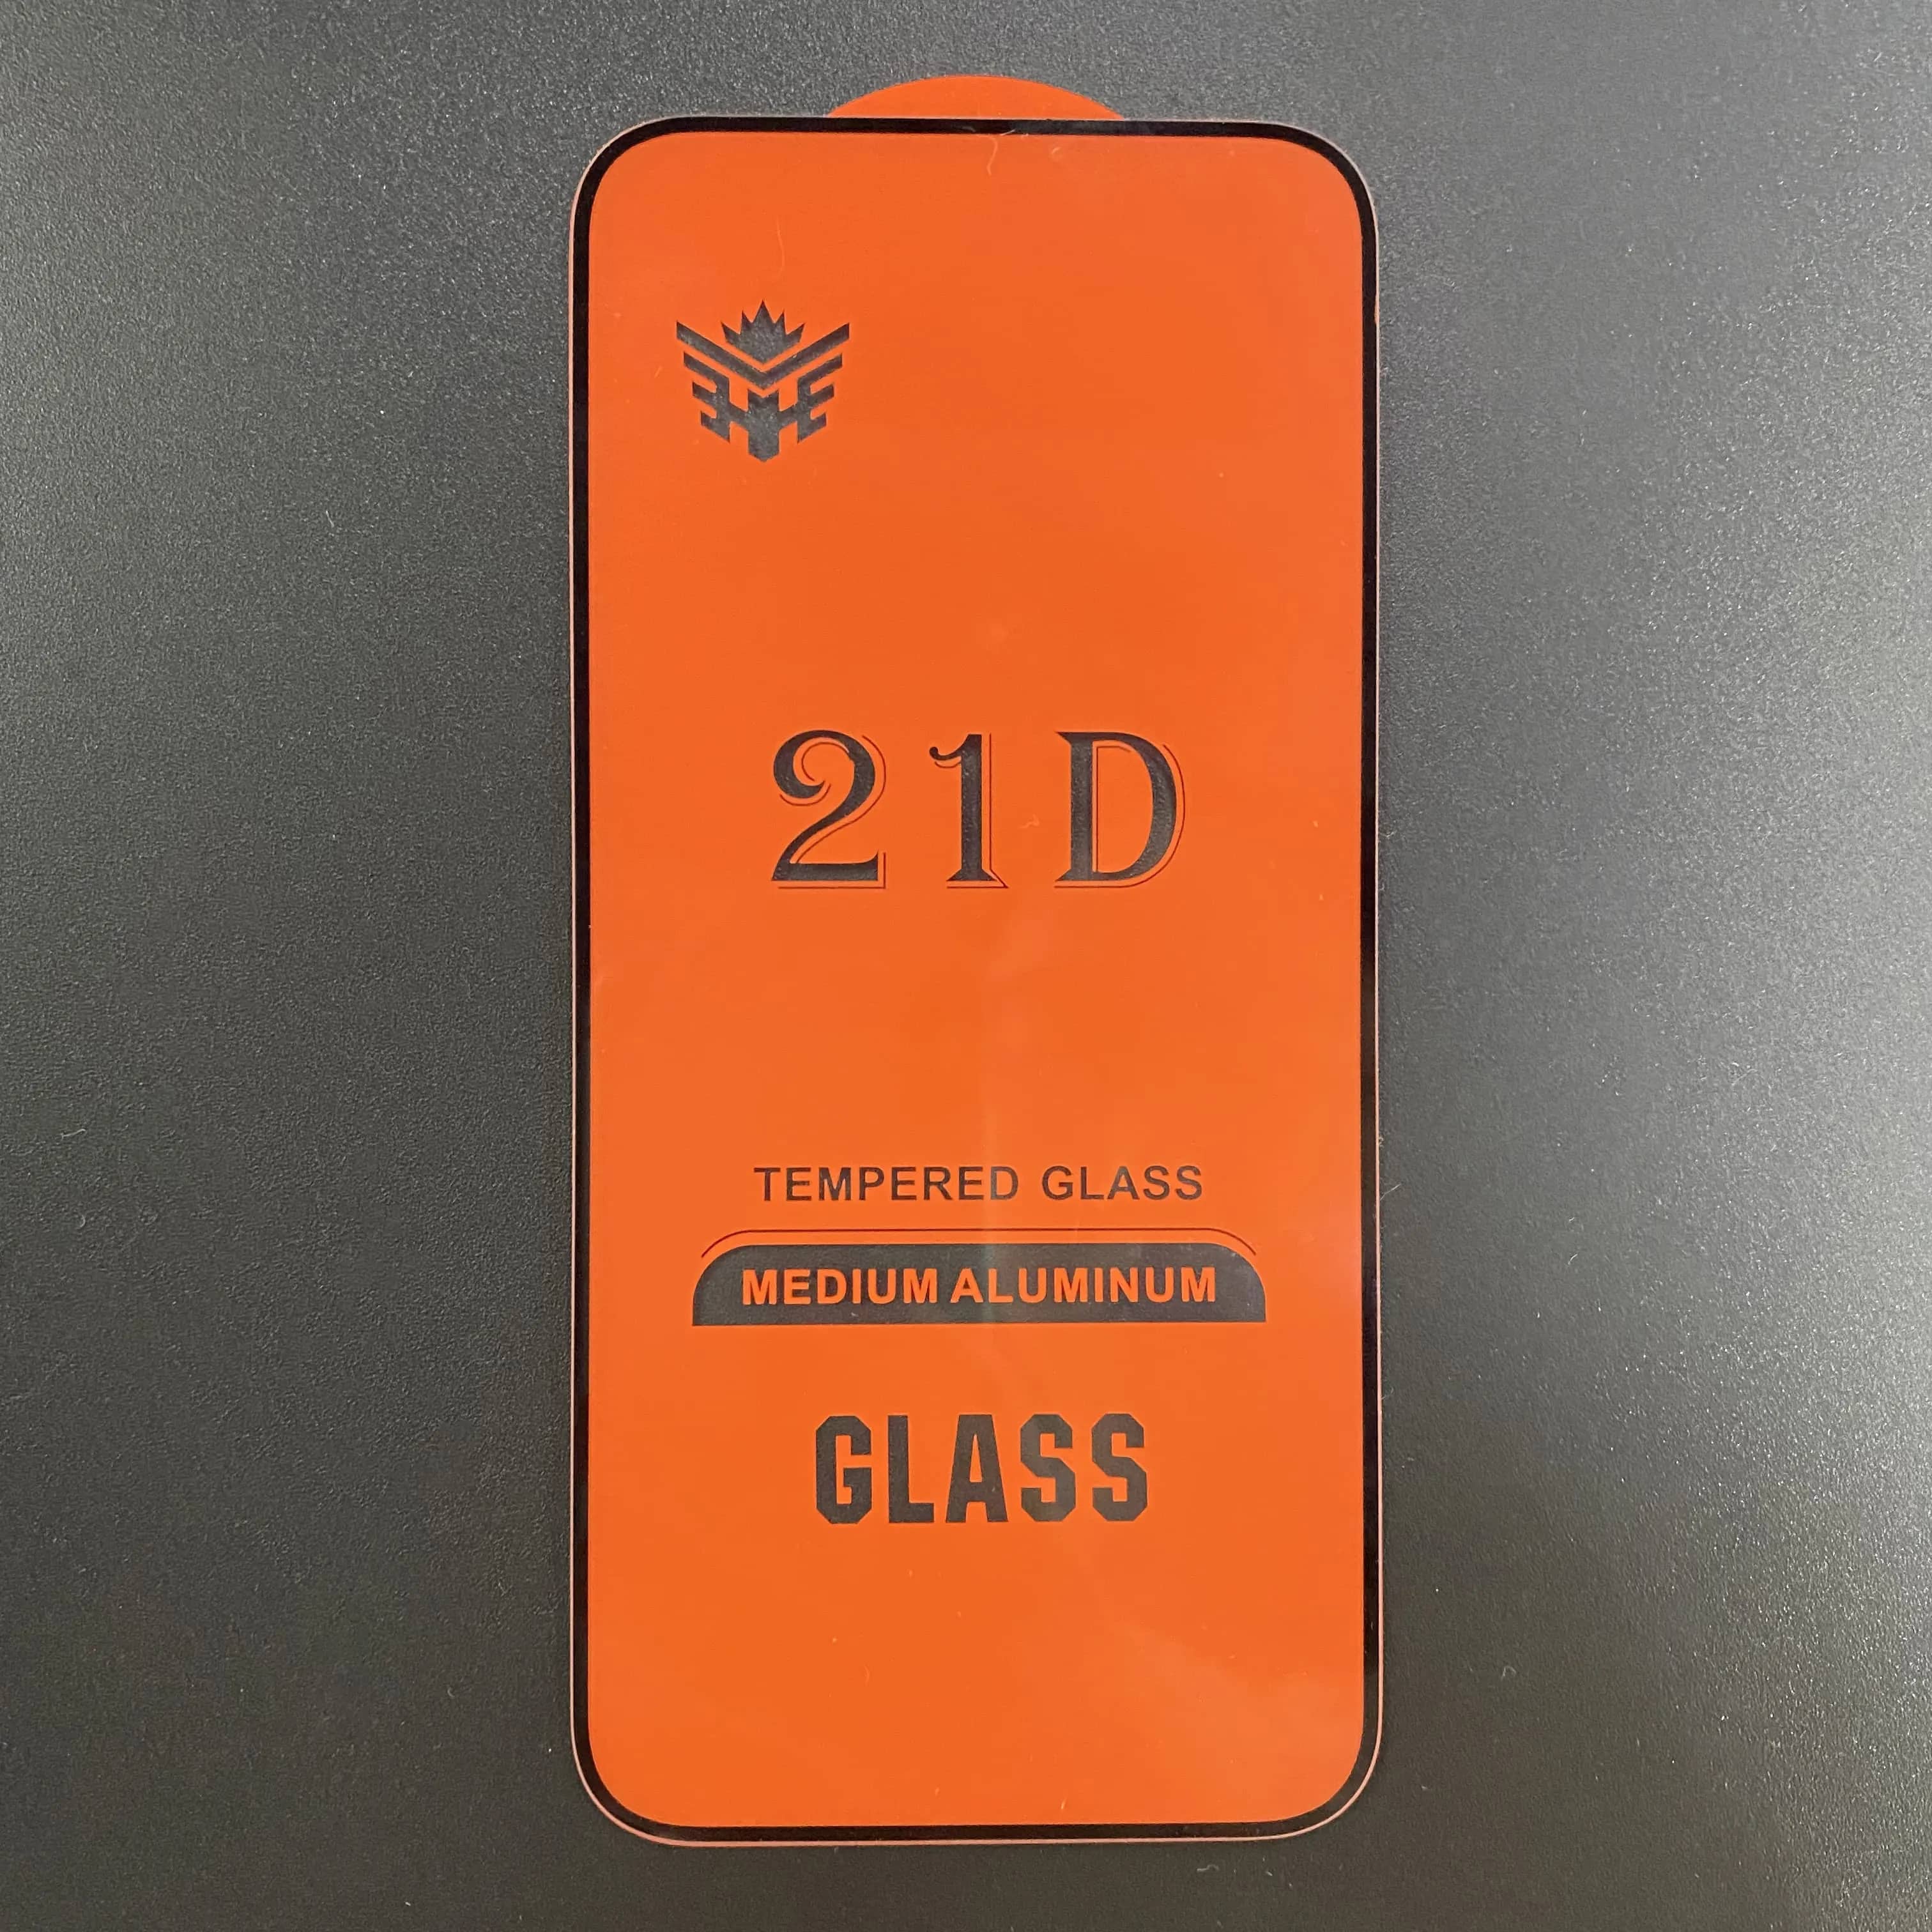 21D
TEMPERED GLASS
MEDIUM ALUMINUM
GLASS